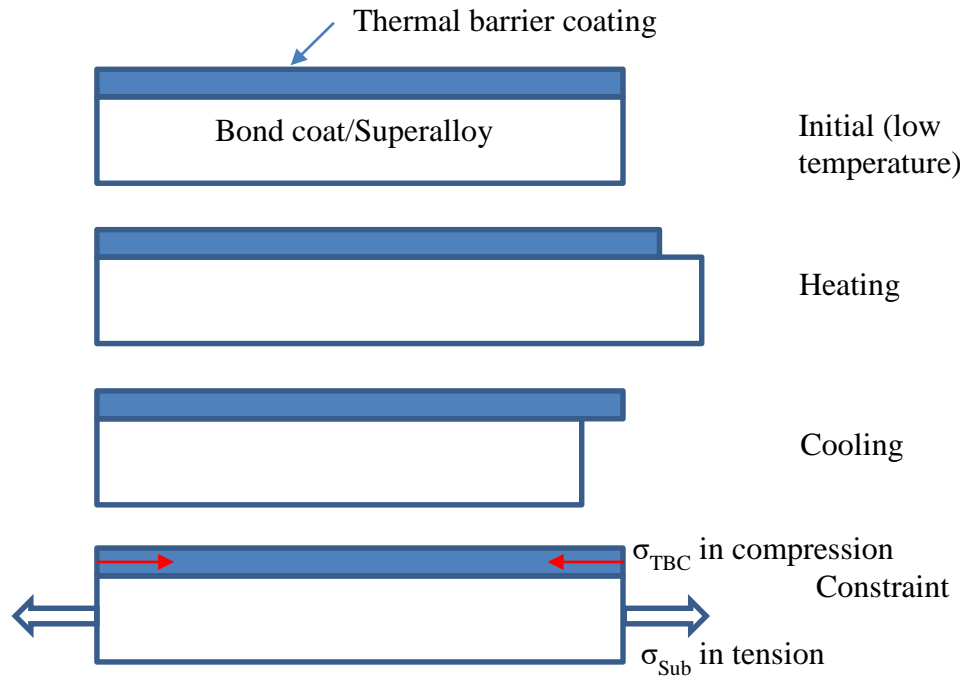 Thermal barrier coating
Bond coat/Superalloy
Initial (low
temperature)
Heating
Cooling
σTBC in compression
Constraint
σSub in tension